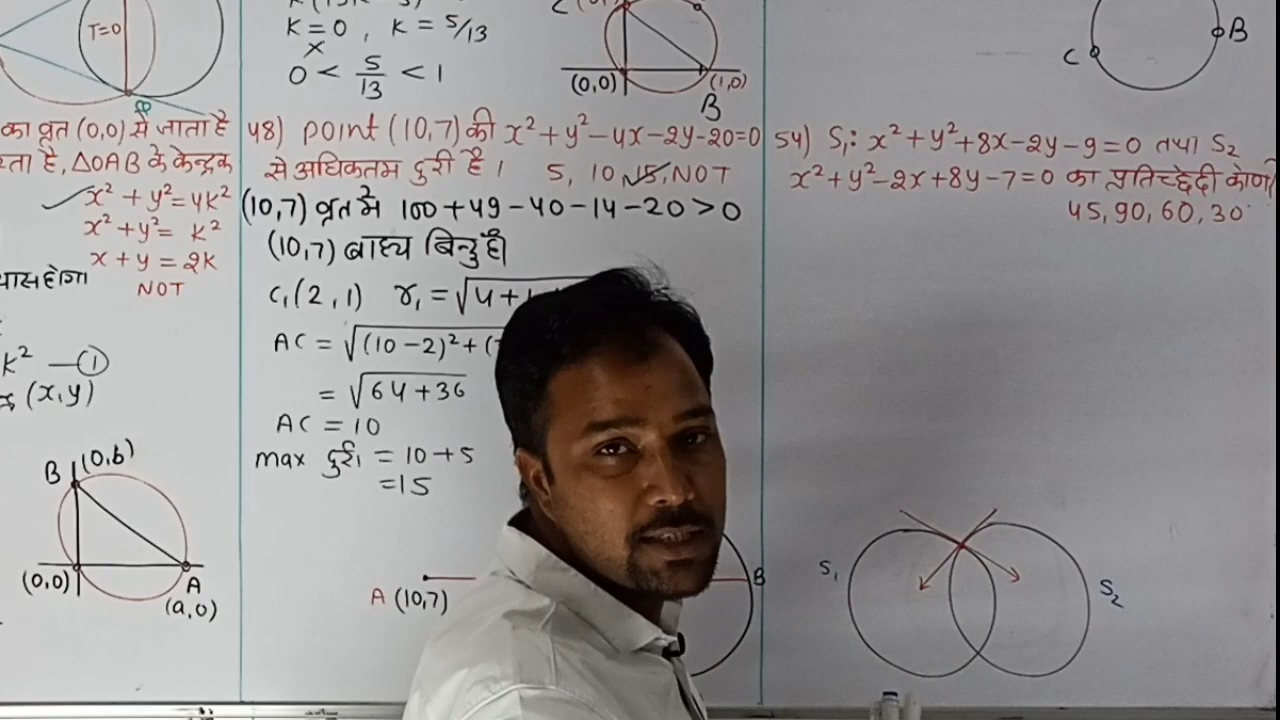 T=0
K=0 , K = 5/13
0 < 5/13 < 1
(0,0)
(1,0)
B
C
B
का वृत (0,0) से जाता है
ता है, ΔOAB के केन्द्रक
x²+y²=4K²
x²+y²= K²
x+y=2K
NOT
यास होगा
K² —①
(x,y)
B (0,b)
(0,0)
A
(a,0)
48) point (10,7) की x²+y²-4x-2y-20=0
से अधिकतम दुरी है। 5, 10, 15, NOT
(10,7) वृत मे 100+49-40-14-20>0
(10,7) बाह्य बिन्दु है
C₁(2,1) r₁=√4+1
AC = √(10-2)²+(
= √64+36
AC = 10
max दुरी = 10+5
=15
A (10,7)
B
54) S₁: x²+y²+8x-2y-9=0 तथा S₂
x²+y²-2x+8y-7=0 का प्रतिच्छेदी कोण
45, 90, 60, 30
S₁
S₂